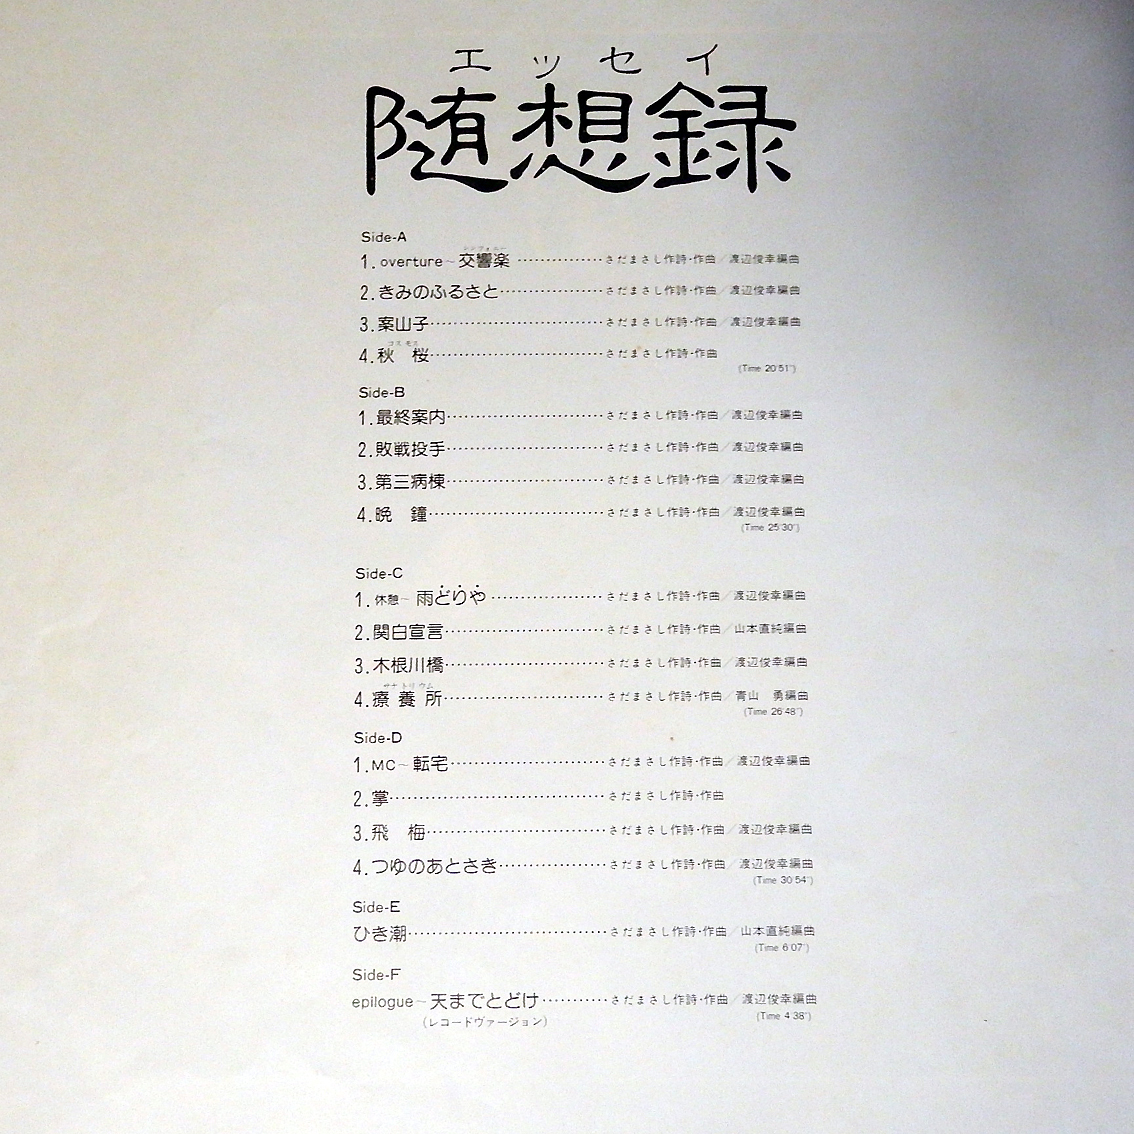 エッセイ
随想録
Side-A
シンフォニー
1.overture~交響楽…………さだまさし作詩・作曲/渡辺俊幸編曲
2.きみのふるさと…………さだまさし作詩・作曲/渡辺俊幸編曲
3.案山子…………さだまさし作詩・作曲/渡辺俊幸編曲
コスモス
4.秋 桜…………さだまさし作詩・作曲
(Time 20′51″)
Side-B
1.最終案内…………さだまさし作詩・作曲/渡辺俊幸編曲
2.敗戦投手…………さだまさし作詩・作曲/渡辺俊幸編曲
3.第三病棟…………さだまさし作詩・作曲/渡辺俊幸編曲
4.晩 鐘…………さだまさし作詩・作曲/渡辺俊幸編曲
(Time 25′30″)
Side-C
1.休憩~雨どりや…………さだまさし作詩・作曲/渡辺俊幸編曲
2.関白宣言…………さだまさし作詩・作曲/山本直純編曲
3.木根川橋…………さだまさし作詩・作曲/渡辺俊幸編曲
サナトリウム
4.療養所…………さだまさし作詩・作曲/青山 勇編曲
(Time 26′48″)
Side-D
1.MC~転宅…………さだまさし作詩・作曲/渡辺俊幸編曲
2.掌…………さだまさし作詩・作曲
3.飛 梅…………さだまさし作詩・作曲/渡辺俊幸編曲
4.つゆのあとさき…………さだまさし作詩・作曲/渡辺俊幸編曲
(Time 30′54″)
Side-E
ひき潮…………さだまさし作詩・作曲/山本直純編曲
(Time 6′07″)
Side-F
epilogue~天までとどけ…………さだまさし作詩・作曲/渡辺俊幸編曲
(レコードヴァージョン)
(Time 4′38″)